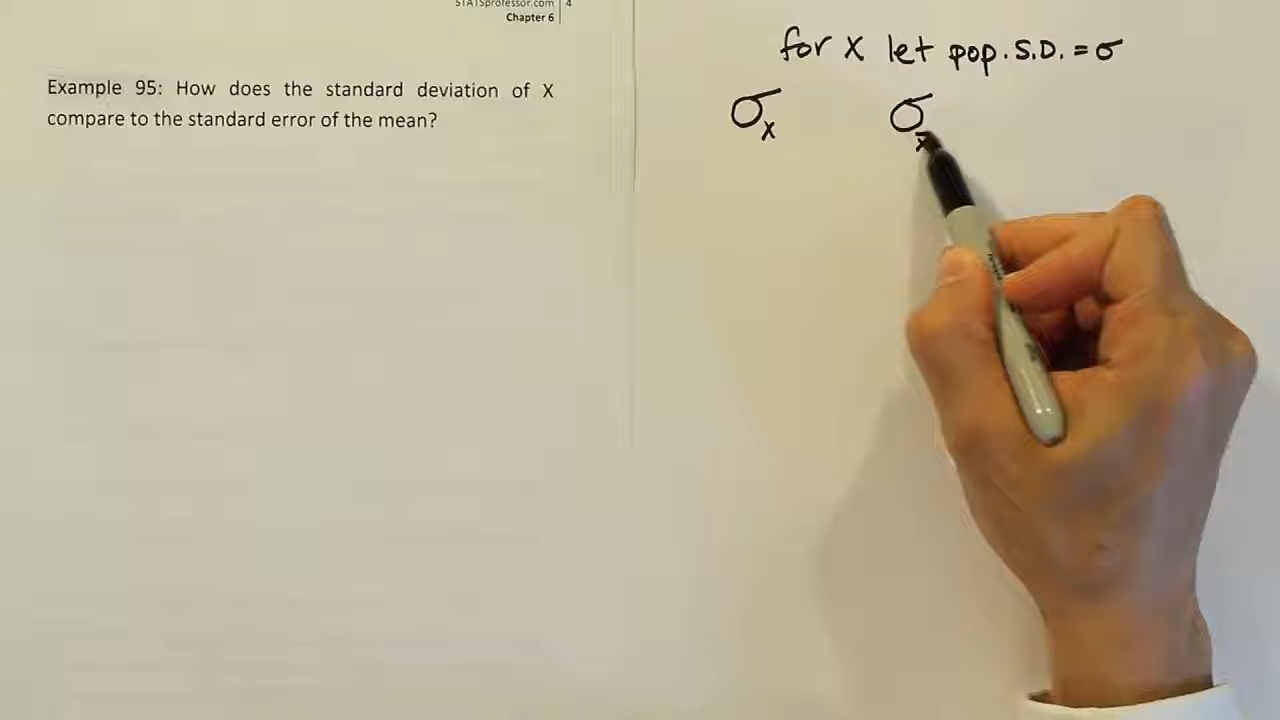 STATSprofessor.com | 4
Chapter 6
Example 95: How does the standard deviation of X
compare to the standard error of the mean?
for X let pop. S.D. = σ
σx σx̄